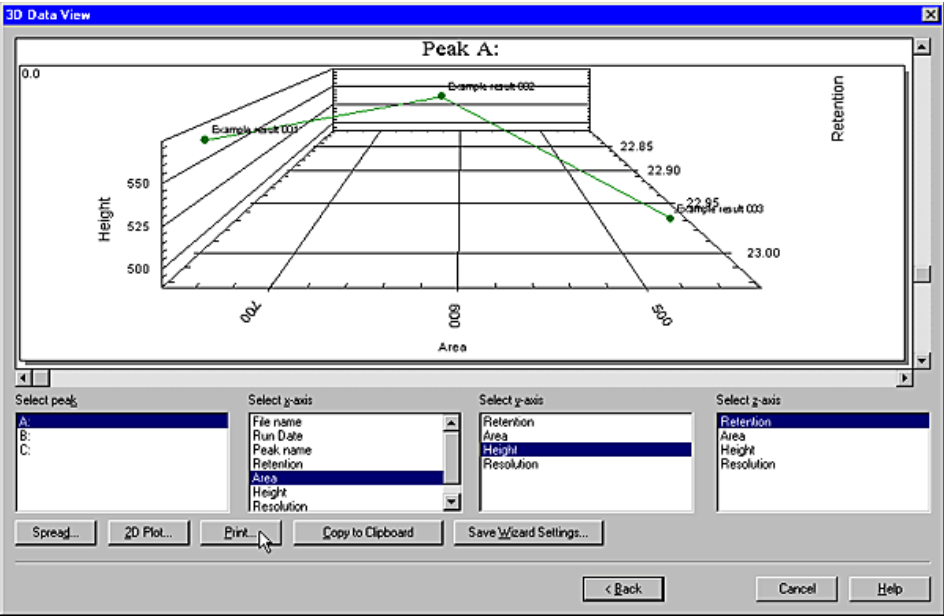 3D Data View
Peak A:
0.0
Retention
Example result 002
Example result 001
22.85
22.90
550
22.95
Example result 003
Height
525
23.00
500
700
600
500
Area
Select peak
A:
B:
C:
Select x-axis
File name
Run Date
Peak name
Retention
Area
Height
Resolution
Select y-axis
Retention
Area
Height
Resolution
Select z-axis
Retention
Area
Height
Resolution
Spread...
2D Plot...
Print...
Copy to Clipboard
Save Wizard Settings...
< Back
Cancel
Help